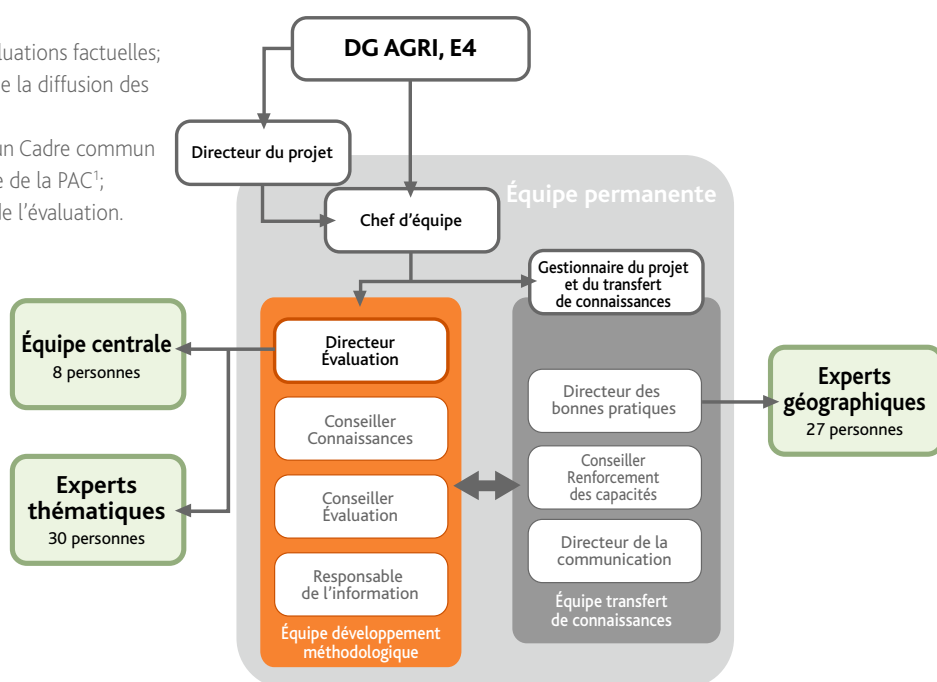 luations factuelles;
e la diffusion des
un Cadre commun
e de la PAC¹;
de l'évaluation.
DG AGRI, E4
Directeur du projet
Équipe permanente
Chef d'équipe
Gestionnaire du projet
et du transfert
de connaissances
Équipe centrale
8 personnes
Directeur
Évaluation
Conseiller
Connaissances
Conseiller
Évaluation
Responsable
de l'information
Équipe développement
méthodologique
Experts
thématiques
30 personnes
Directeur des
bonnes pratiques
Conseiller
Renforcement
des capacités
Directeur de la
communication
Équipe transfert
de connaissances
Experts
géographiques
27 personnes